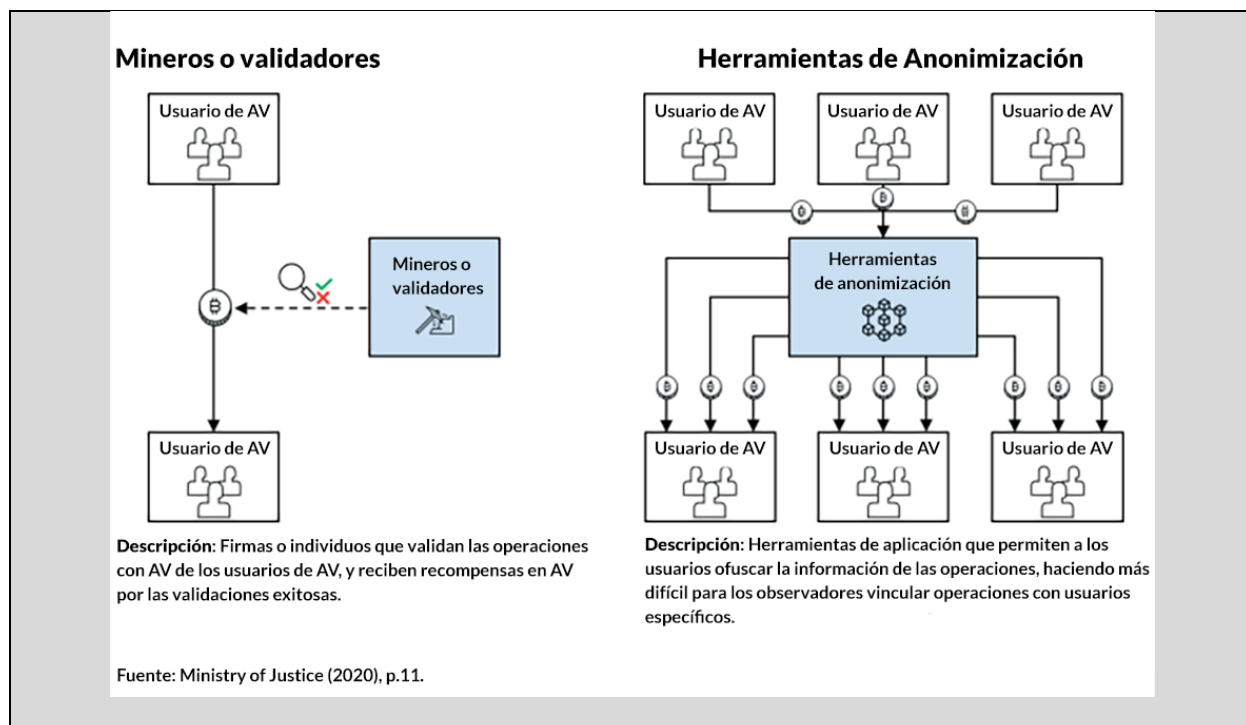 Mineros o validadores
Usuario de AV
Mineros o
validadores
Usuario de AV
Descripción: Firmas o individuos que validan las operaciones
con AV de los usuarios de AV, y reciben recompensas en AV
por las validaciones exitosas.
Herramientas de Anonimización
Usuario de AV
Usuario de AV
Usuario de AV
Herramientas
de anonimización
Usuario de AV
Usuario de AV
Usuario de AV
Descripción: Herramientas de aplicación que permiten a los
usuarios ofuscar la información de las operaciones, haciendo más
difícil para los observadores vincular operaciones con usuarios
específicos.
Fuente: Ministry of Justice (2020), p.11.